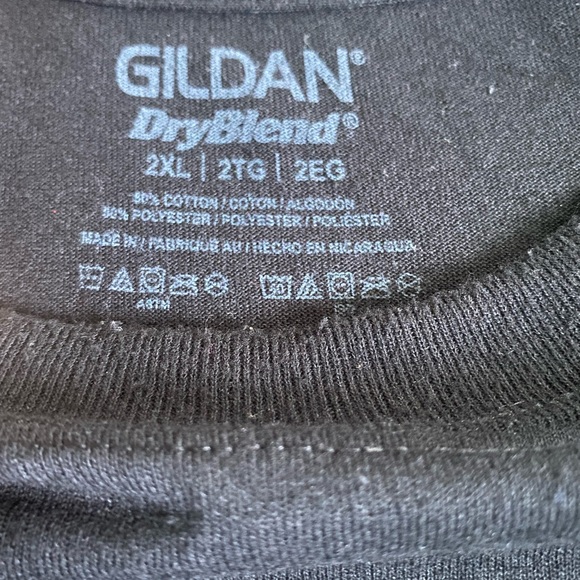 GILDAN®
DryBlend®
2XL | 2TG | 2EG
50% COTTON / COTON / ALGODÓN
50% POLYESTER / POLYESTER / POLIÉSTER
MADE IN / FABRIQUÉ AU / HECHO EN NICARAGUA
ASTM